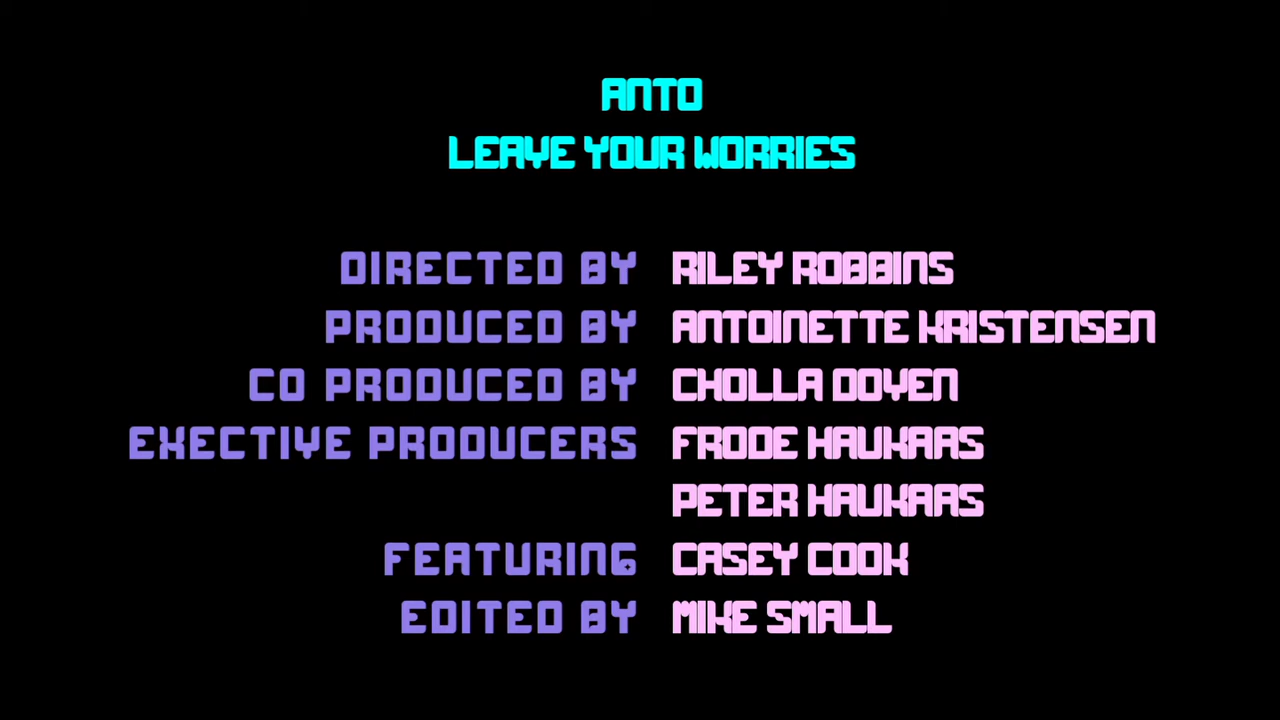 ANTO
LEAVE YOUR WORRIES
DIRECTED BY RILEY ROBBINS
PRODUCED BY ANTOINETTE KRISTENSEN
CO PRODUCED BY CHOLLA DOYEN
EXECTIVE PRODUCERS FRODE HAUKAAS
PETER HAUKAAS
FEATURING CASEY COOK
EDITED BY MIKE SMALL